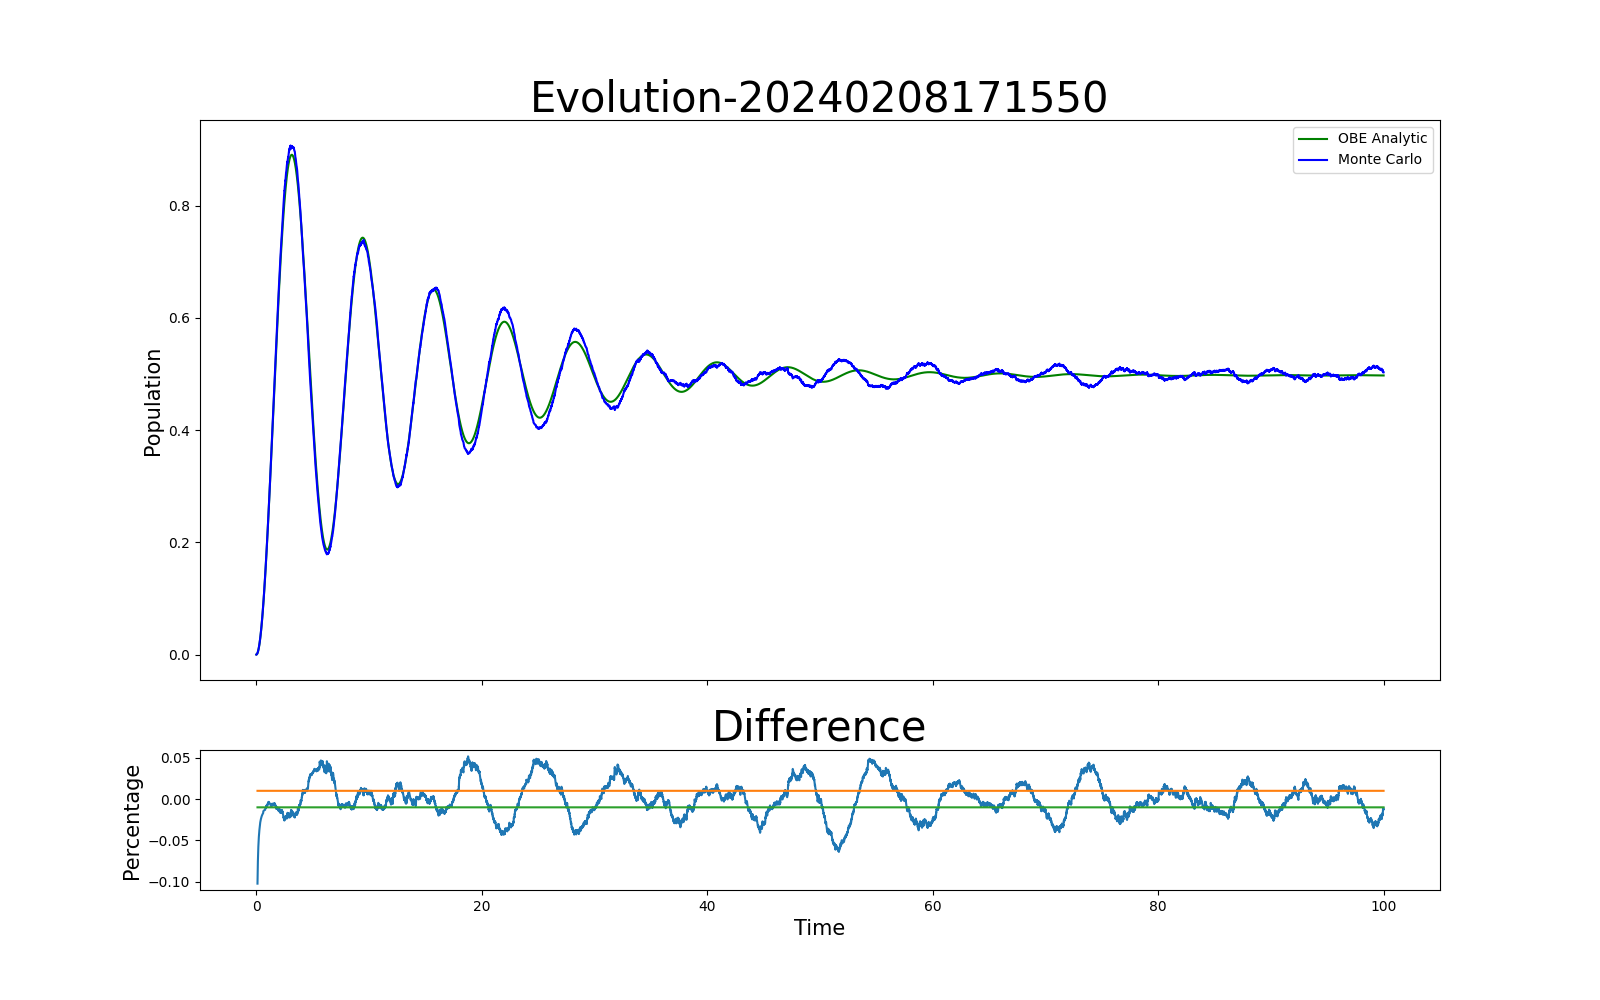 Evolution-20240208171550
OBE Analytic
Monte Carlo
Population
0.8
0.6
0.4
0.2
0.0
Difference
Percentage
0.05
0.00
−0.05
−0.10
0 20 40 60 80 100
Time